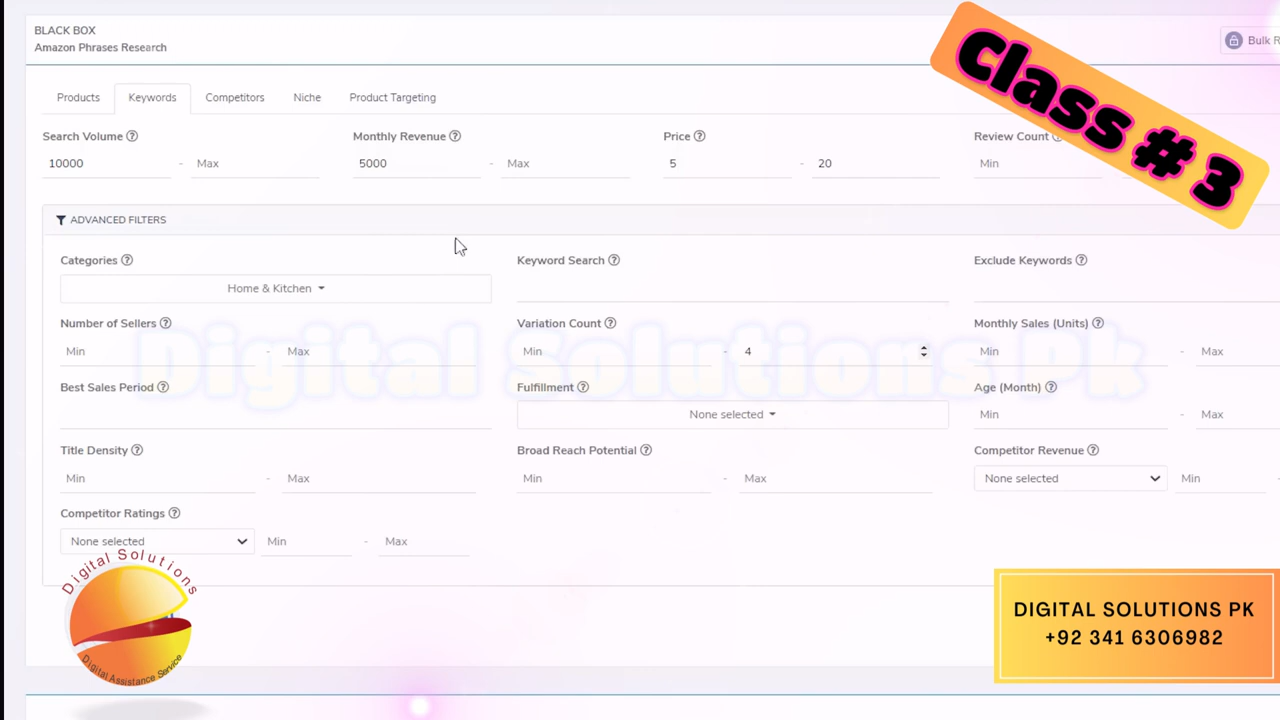 BLACK BOX
Amazon Phrases Research
Bulk R
Class # 3
Products Keywords Competitors Niche Product Targeting
Search Volume Monthly Revenue Price Review Count
10000 - Max 5000 - Max 5 - 20 Min
ADVANCED FILTERS
Categories Keyword Search Exclude Keywords
Home & Kitchen
Number of Sellers Variation Count Monthly Sales (Units)
Min - Max Min - 4 Min - Max
Digital Solutions Pk
Best Sales Period Fulfillment Age (Month)
None selected Min - Max
Title Density Broad Reach Potential Competitor Revenue
Min - Max Min - Max None selected Min -
Competitor Ratings
None selected Min - Max
Digital Solutions
Digital Assistance Service
DIGITAL SOLUTIONS PK
+92 341 6306982